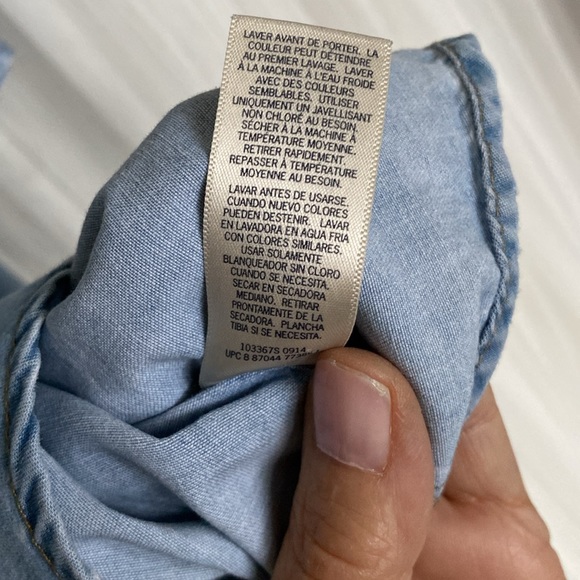 LAVER AVANT DE PORTER. LA
COULEUR PEUT DÉTEINDRE
AU PREMIER LAVAGE. LAVER
À LA MACHINE À L'EAU FROIDE
AVEC DES COULEURS
SEMBLABLES. UTILISER
UNIQUEMENT UN JAVELLISANT
NON CHLORÉ AU BESOIN.
SÉCHER À LA MACHINE À
TEMPÉRATURE MOYENNE.
RETIRER RAPIDEMENT.
REPASSER À TEMPÉRATURE
MOYENNE AU BESOIN.
LAVAR ANTES DE USARSE.
CUANDO NUEVO COLORES
PUEDEN DESTENIR. LAVAR
EN LAVADORA EN AGUA FRIA
CON COLORES SIMILARES.
USAR SOLAMENTE
BLANQUEADOR SIN CLORO
CUANDO SE NECESITA.
SECAR EN SECADORA
MEDIANO. RETIRAR
PRONTAMENTE DE LA
SECADORA. PLANCHA
TIBIA SI SE NECESITA.
103367S 0914
UPC 8 87044